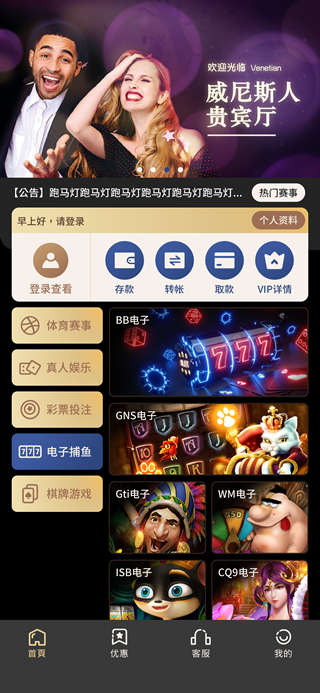 欢迎光临 Venetian
威尼斯人
贵宾厅
【公告】跑马灯跑马灯跑马灯跑马灯跑马灯跑马灯...
热门赛事
早上好，请登录
个人资料
登录查看
存款
转帐
取款
VIP详情
体育赛事
真人娱乐
彩票投注
电子捕鱼
棋牌游戏
BB电子
777
GNS电子
Gti电子
WM电子
250
ISB电子
CQ9电子
首頁
优惠
客服
我的